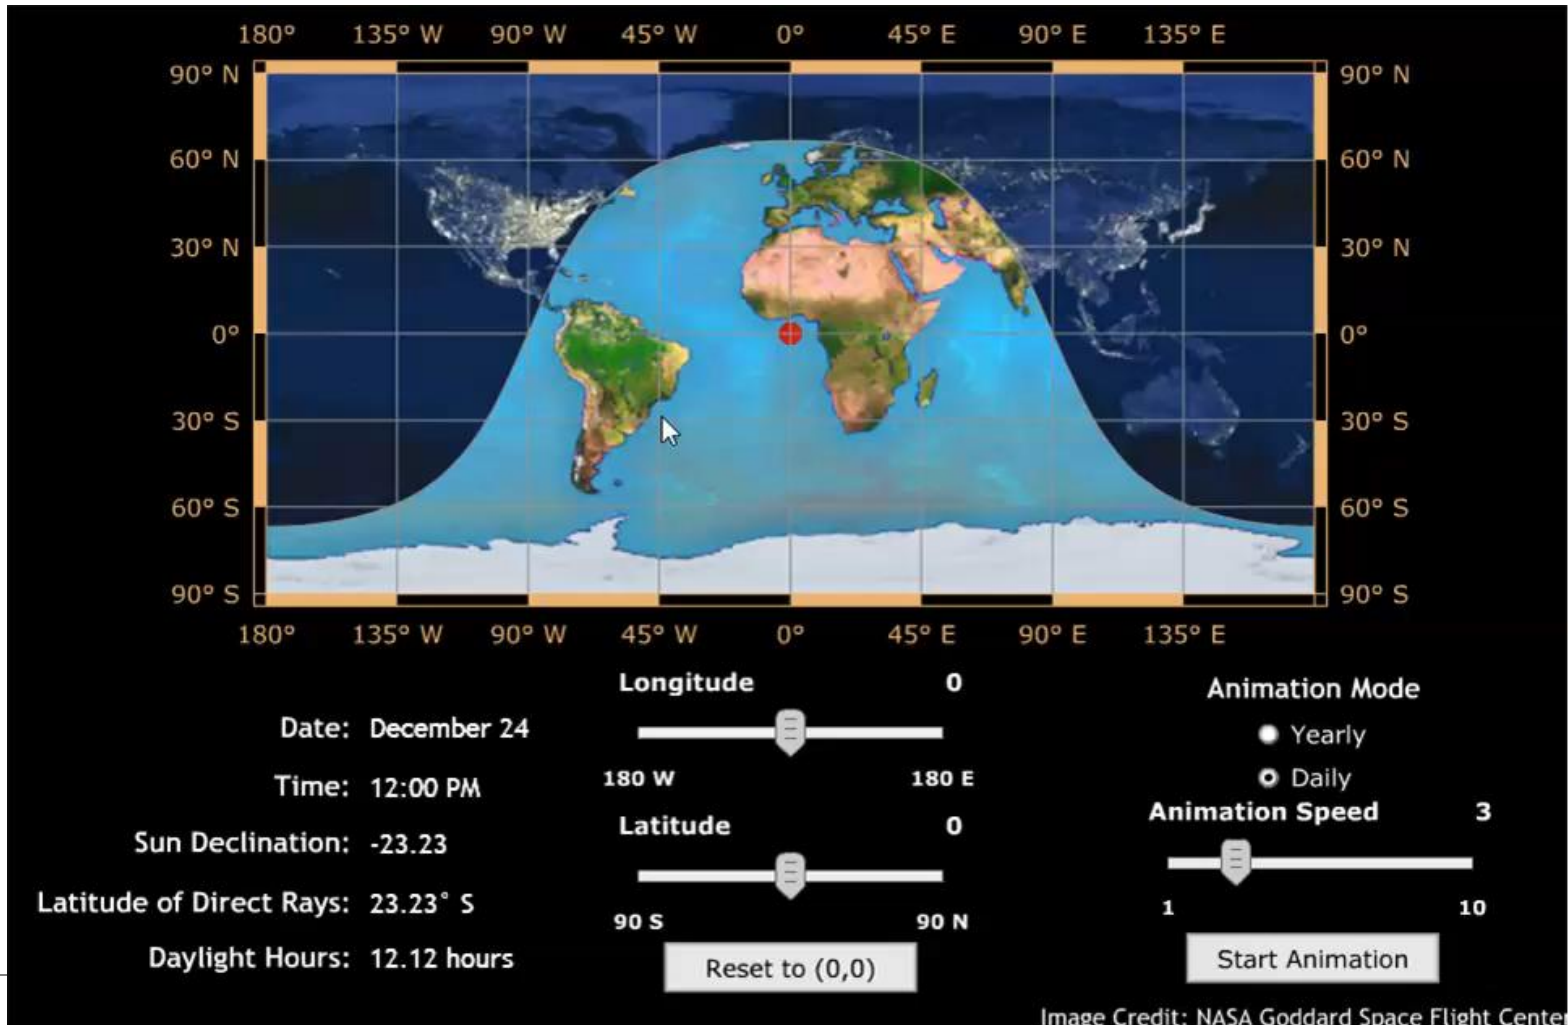 180° 135° W 90° W 45° W 0° 45° E 90° E 135° E
90° N 90° N
60° N 60° N
30° N 30° N
0° 0°
30° S 30° S
60° S 60° S
90° S 90° S
180° 135° W 90° W 45° W 0° 45° E 90° E 135° E
Date: December 24
Time: 12:00 PM
Sun Declination: -23.23
Latitude of Direct Rays: 23.23° S
Daylight Hours: 12.12 hours
Longitude 0
180 W 180 E
Latitude 0
90 S 90 N
Reset to (0,0)
Animation Mode
Yearly
Daily
Animation Speed 3
1 10
Start Animation
Image Credit: NASA Goddard Space Flight Center